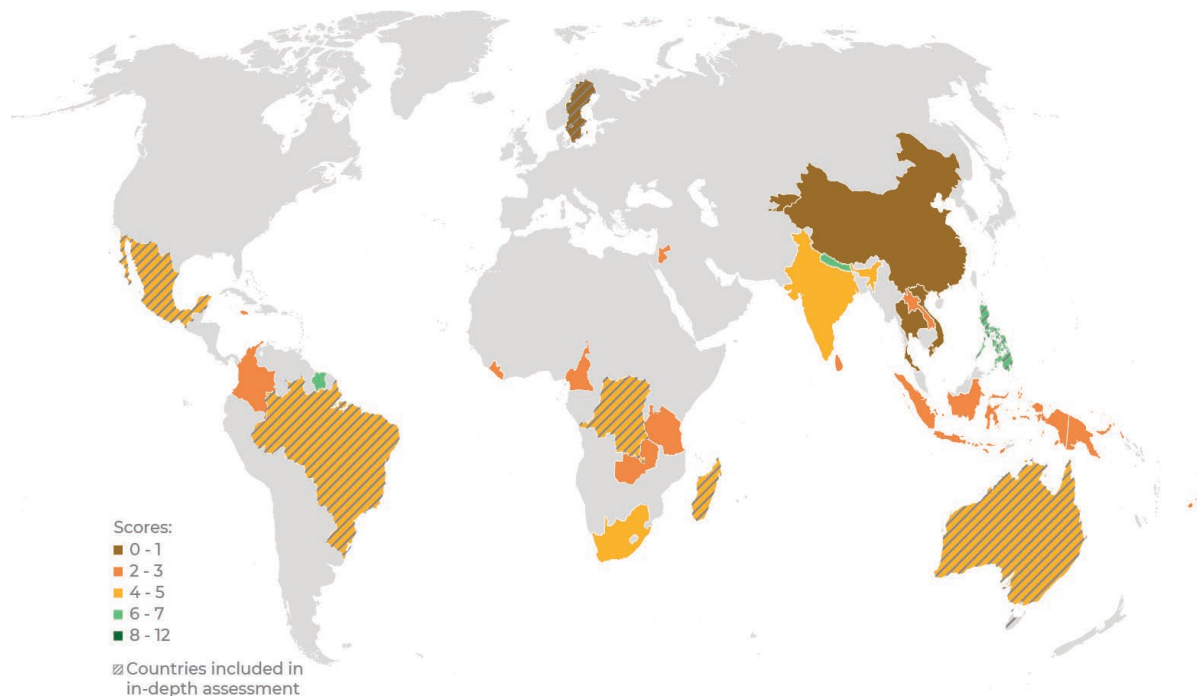 Scores:
0 - 1
2 - 3
4 - 5
6 - 7
8 - 12
Countries included in
in-depth assessment